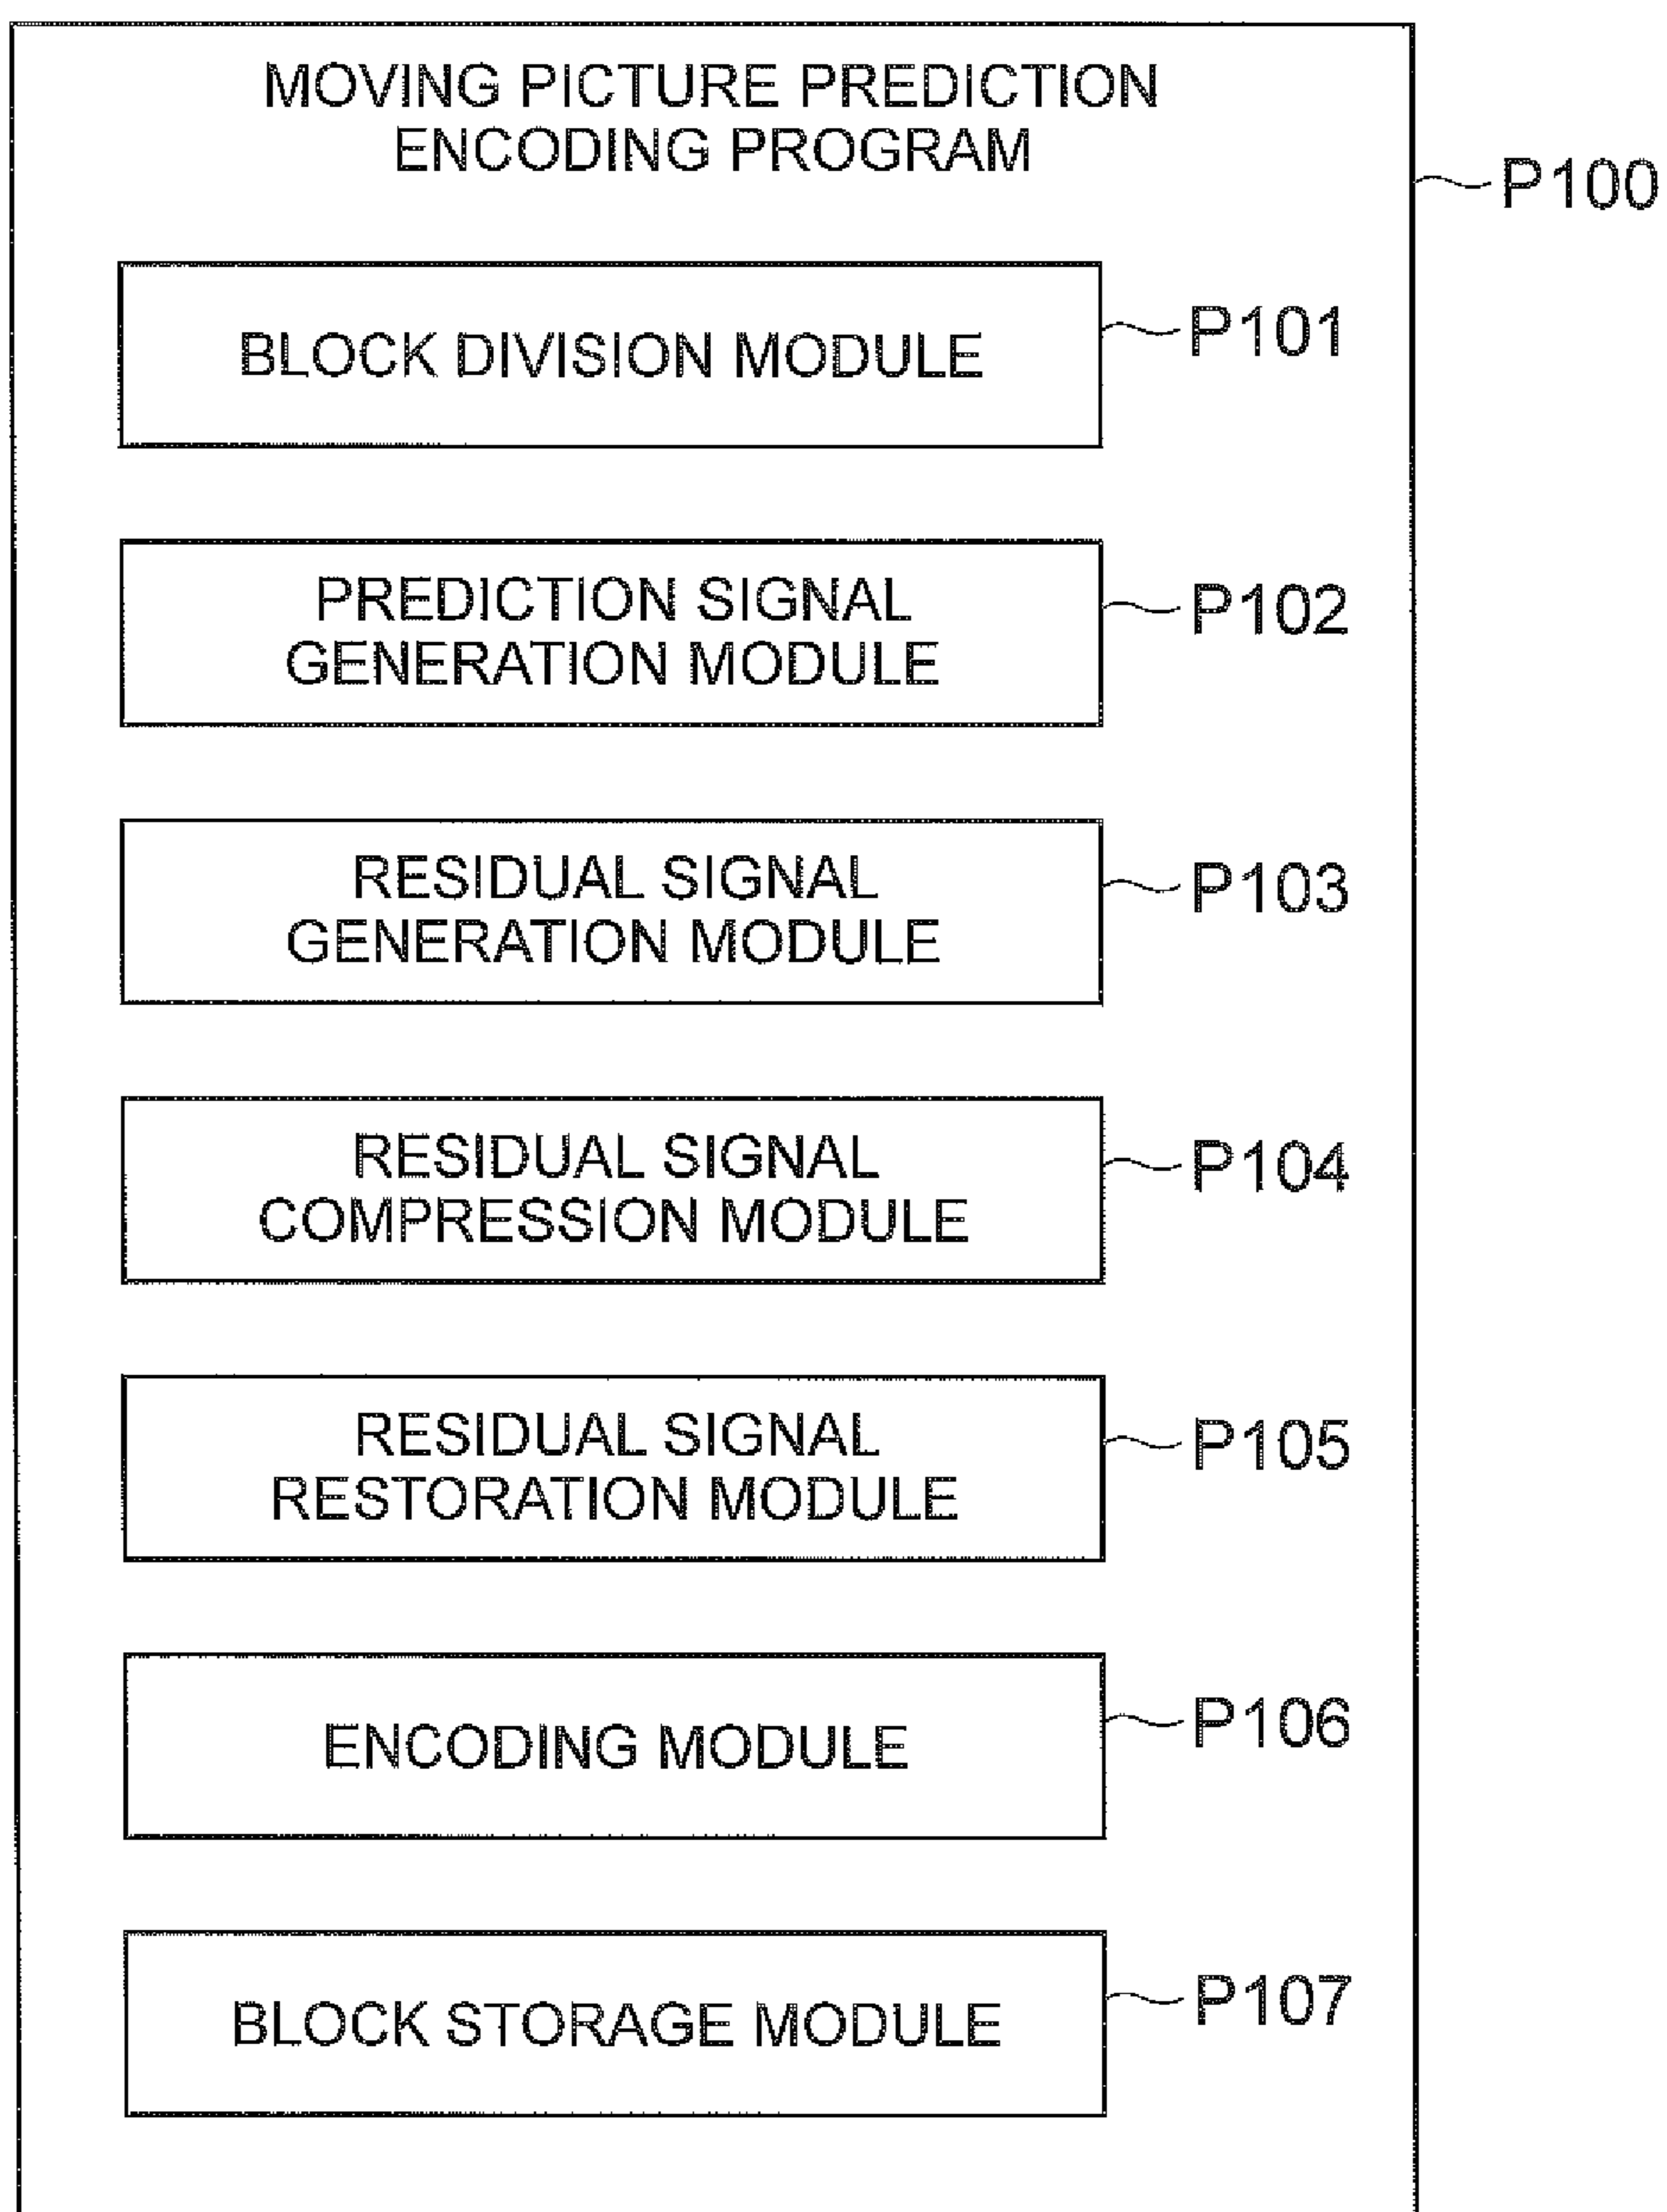 MOVING PICTURE PREDICTION
ENCODING PROGRAM
P100
BLOCK DIVISION MODULE
P101
PREDICTION SIGNAL
GENERATION MODULE
P102
RESIDUAL SIGNAL
GENERATION MODULE
P103
RESIDUAL SIGNAL
COMPRESSION MODULE
P104
RESIDUAL SIGNAL
RESTORATION MODULE
P105
ENCODING MODULE
P106
BLOCK STORAGE MODULE
P107